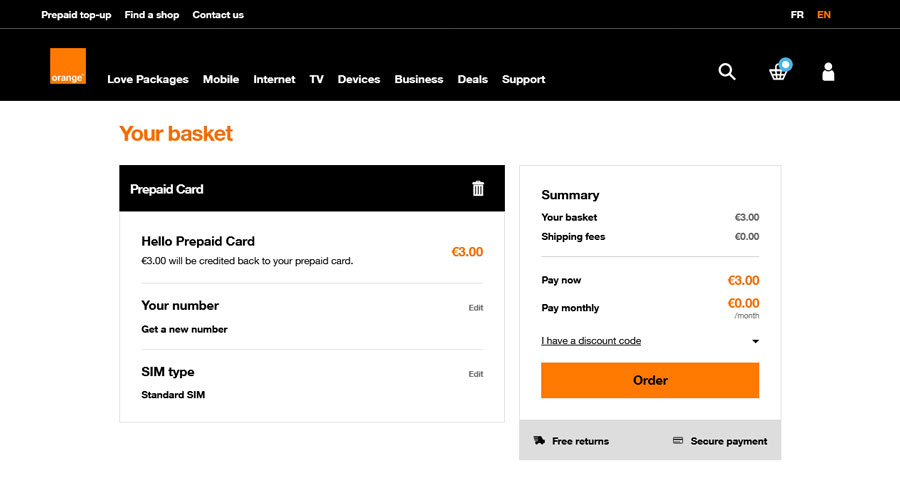 Prepaid top-up Find a shop Contact us FR EN
orange™
Love Packages Mobile Internet TV Devices Business Deals Support
Your basket
Prepaid Card
Hello Prepaid Card
€3.00
€3.00 will be credited back to your prepaid card.
Your number
Edit
Get a new number
SIM type
Edit
Standard SIM
Summary
Your basket €3.00
Shipping fees €0.00
Pay now €3.00
Pay monthly €0.00
/month
I have a discount code
Order
Free returns Secure payment